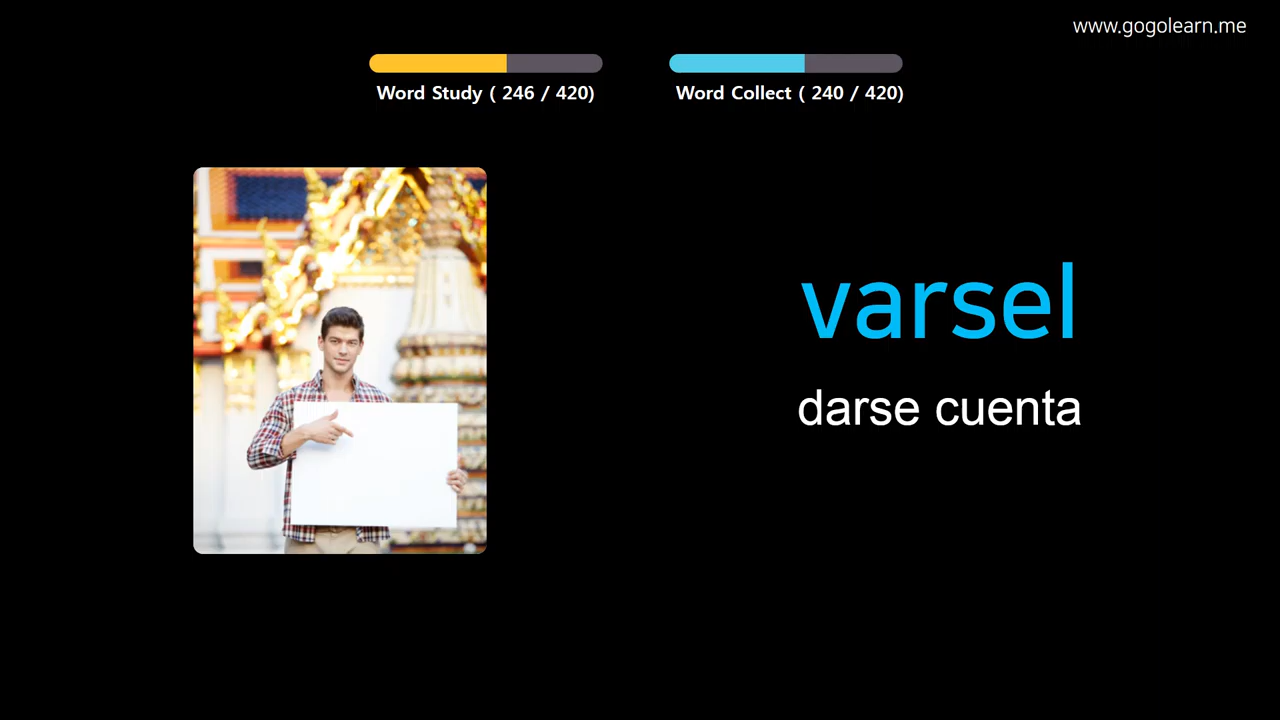 www.gogolearn.me
Word Study ( 246 / 420)
Word Collect ( 240 / 420)
varsel
darse cuenta